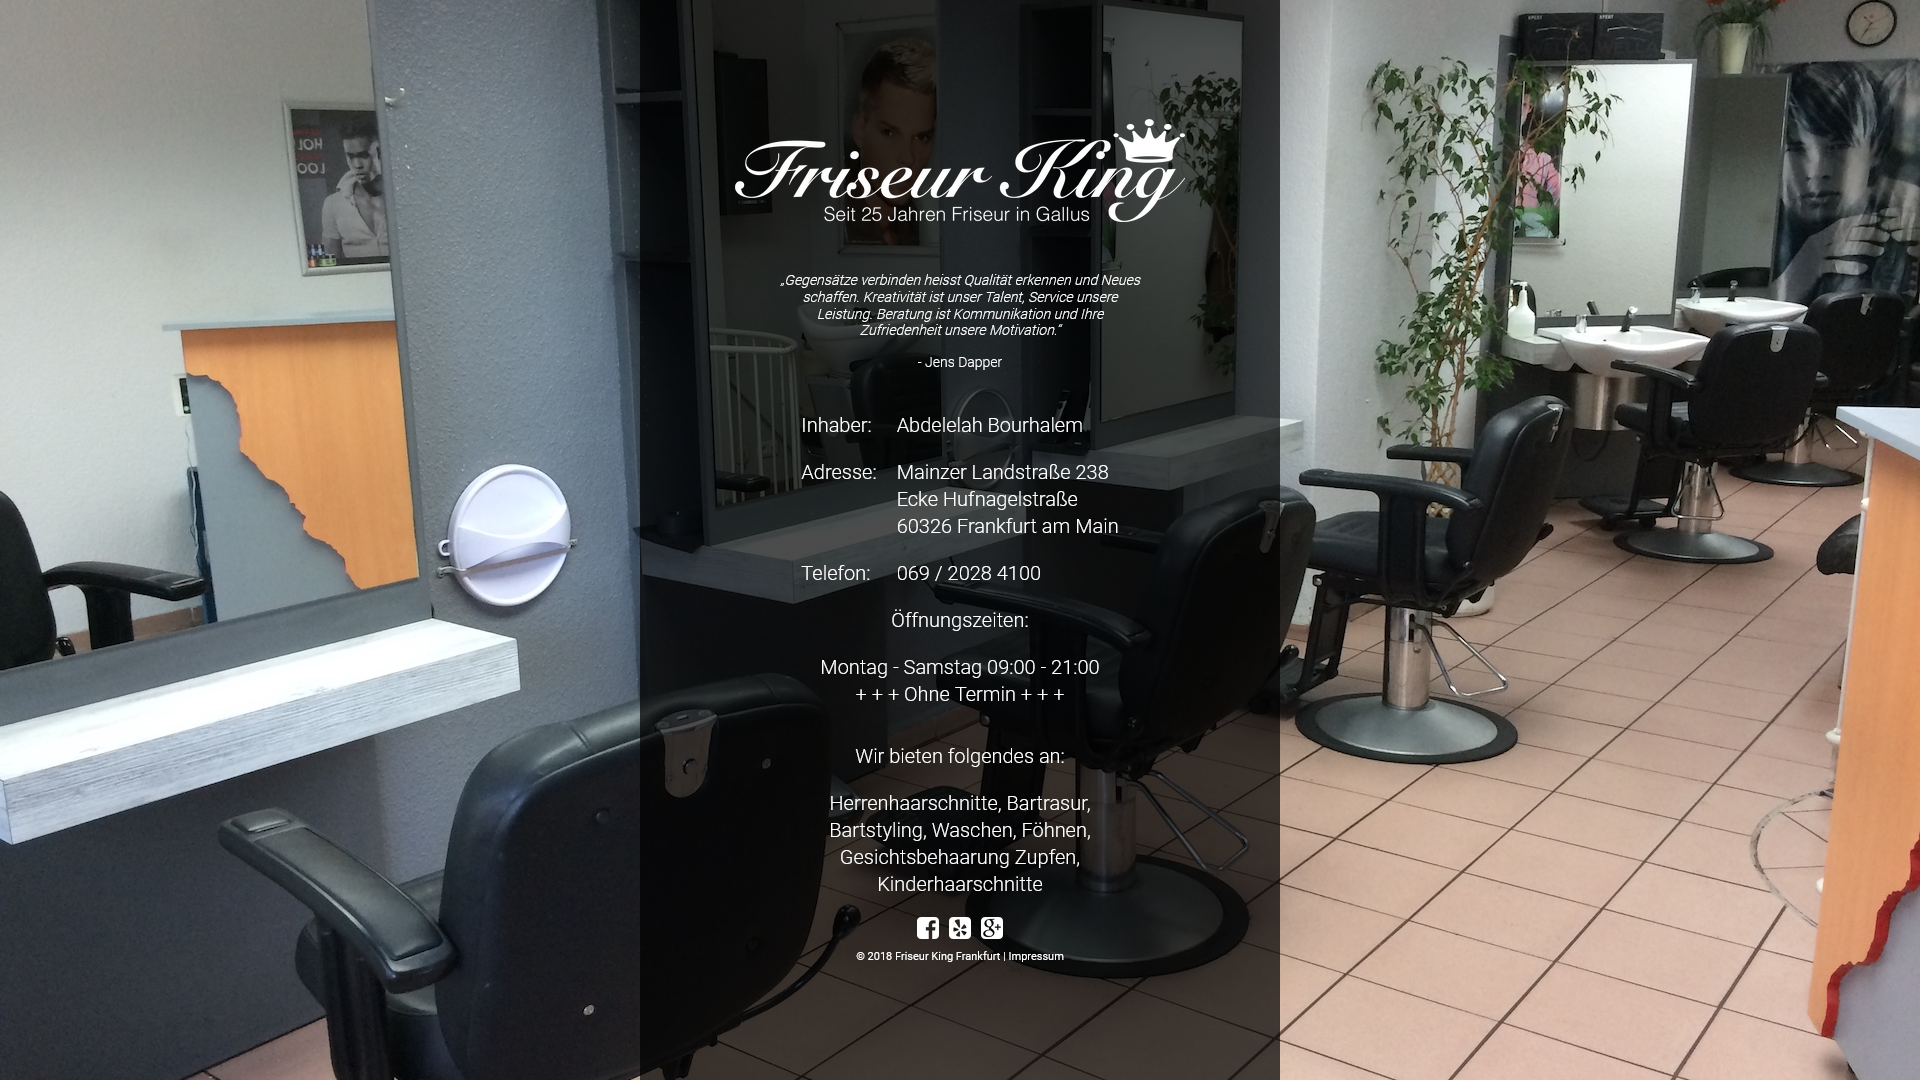 XPERT XPERT
HOL
LOO
Friseur King
Seit 25 Jahren Friseur in Gallus
„Gegensätze verbinden heisst Qualität erkennen und Neues
schaffen. Kreativität ist unser Talent, Service unsere
Leistung. Beratung ist Kommunikation und Ihre
Zufriedenheit unsere Motivation.“
- Jens Dapper
Inhaber: Abdelelah Bourhalem
Adresse: Mainzer Landstraße 238
Ecke Hufnagelstraße
60326 Frankfurt am Main
Telefon: 069 / 2028 4100
Öffnungszeiten:
Montag - Samstag 09:00 - 21:00
+ + + Ohne Termin + + +
Wir bieten folgendes an:
Herrenhaarschnitte, Bartrasur,
Bartstyling, Waschen, Föhnen,
Gesichtsbehaarung Zupfen,
Kinderhaarschnitte
© 2018 Friseur King Frankfurt | Impressum